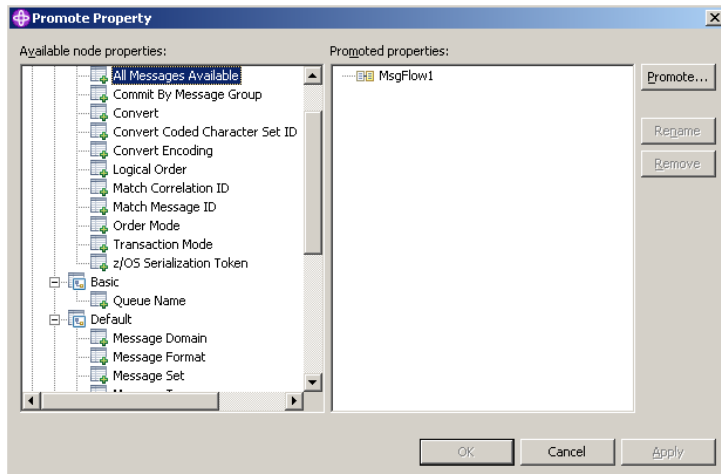 Promote Property
Available node properties:
Promoted properties:
All Messages Available
Commit By Message Group
Convert
Convert Coded Character Set ID
Convert Encoding
Logical Order
Match Correlation ID
Match Message ID
Order Mode
Transaction Mode
z/OS Serialization Token
Basic
Queue Name
Default
Message Domain
Message Format
Message Set
MsgFlow1
Promote...
Rename
Remove
OK
Cancel
Apply